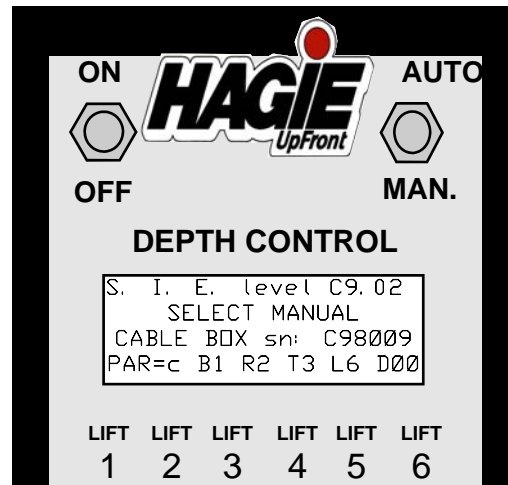 HAGIE
UpFront
ON AUTO
OFF MAN.
DEPTH CONTROL
S. I. E. level C9.02
SELECT MANUAL
CABLE BOX sn: C98009
PAR=c B1 R2 T3 L6 D00
LIFT LIFT LIFT LIFT LIFT LIFT
1 2 3 4 5 6